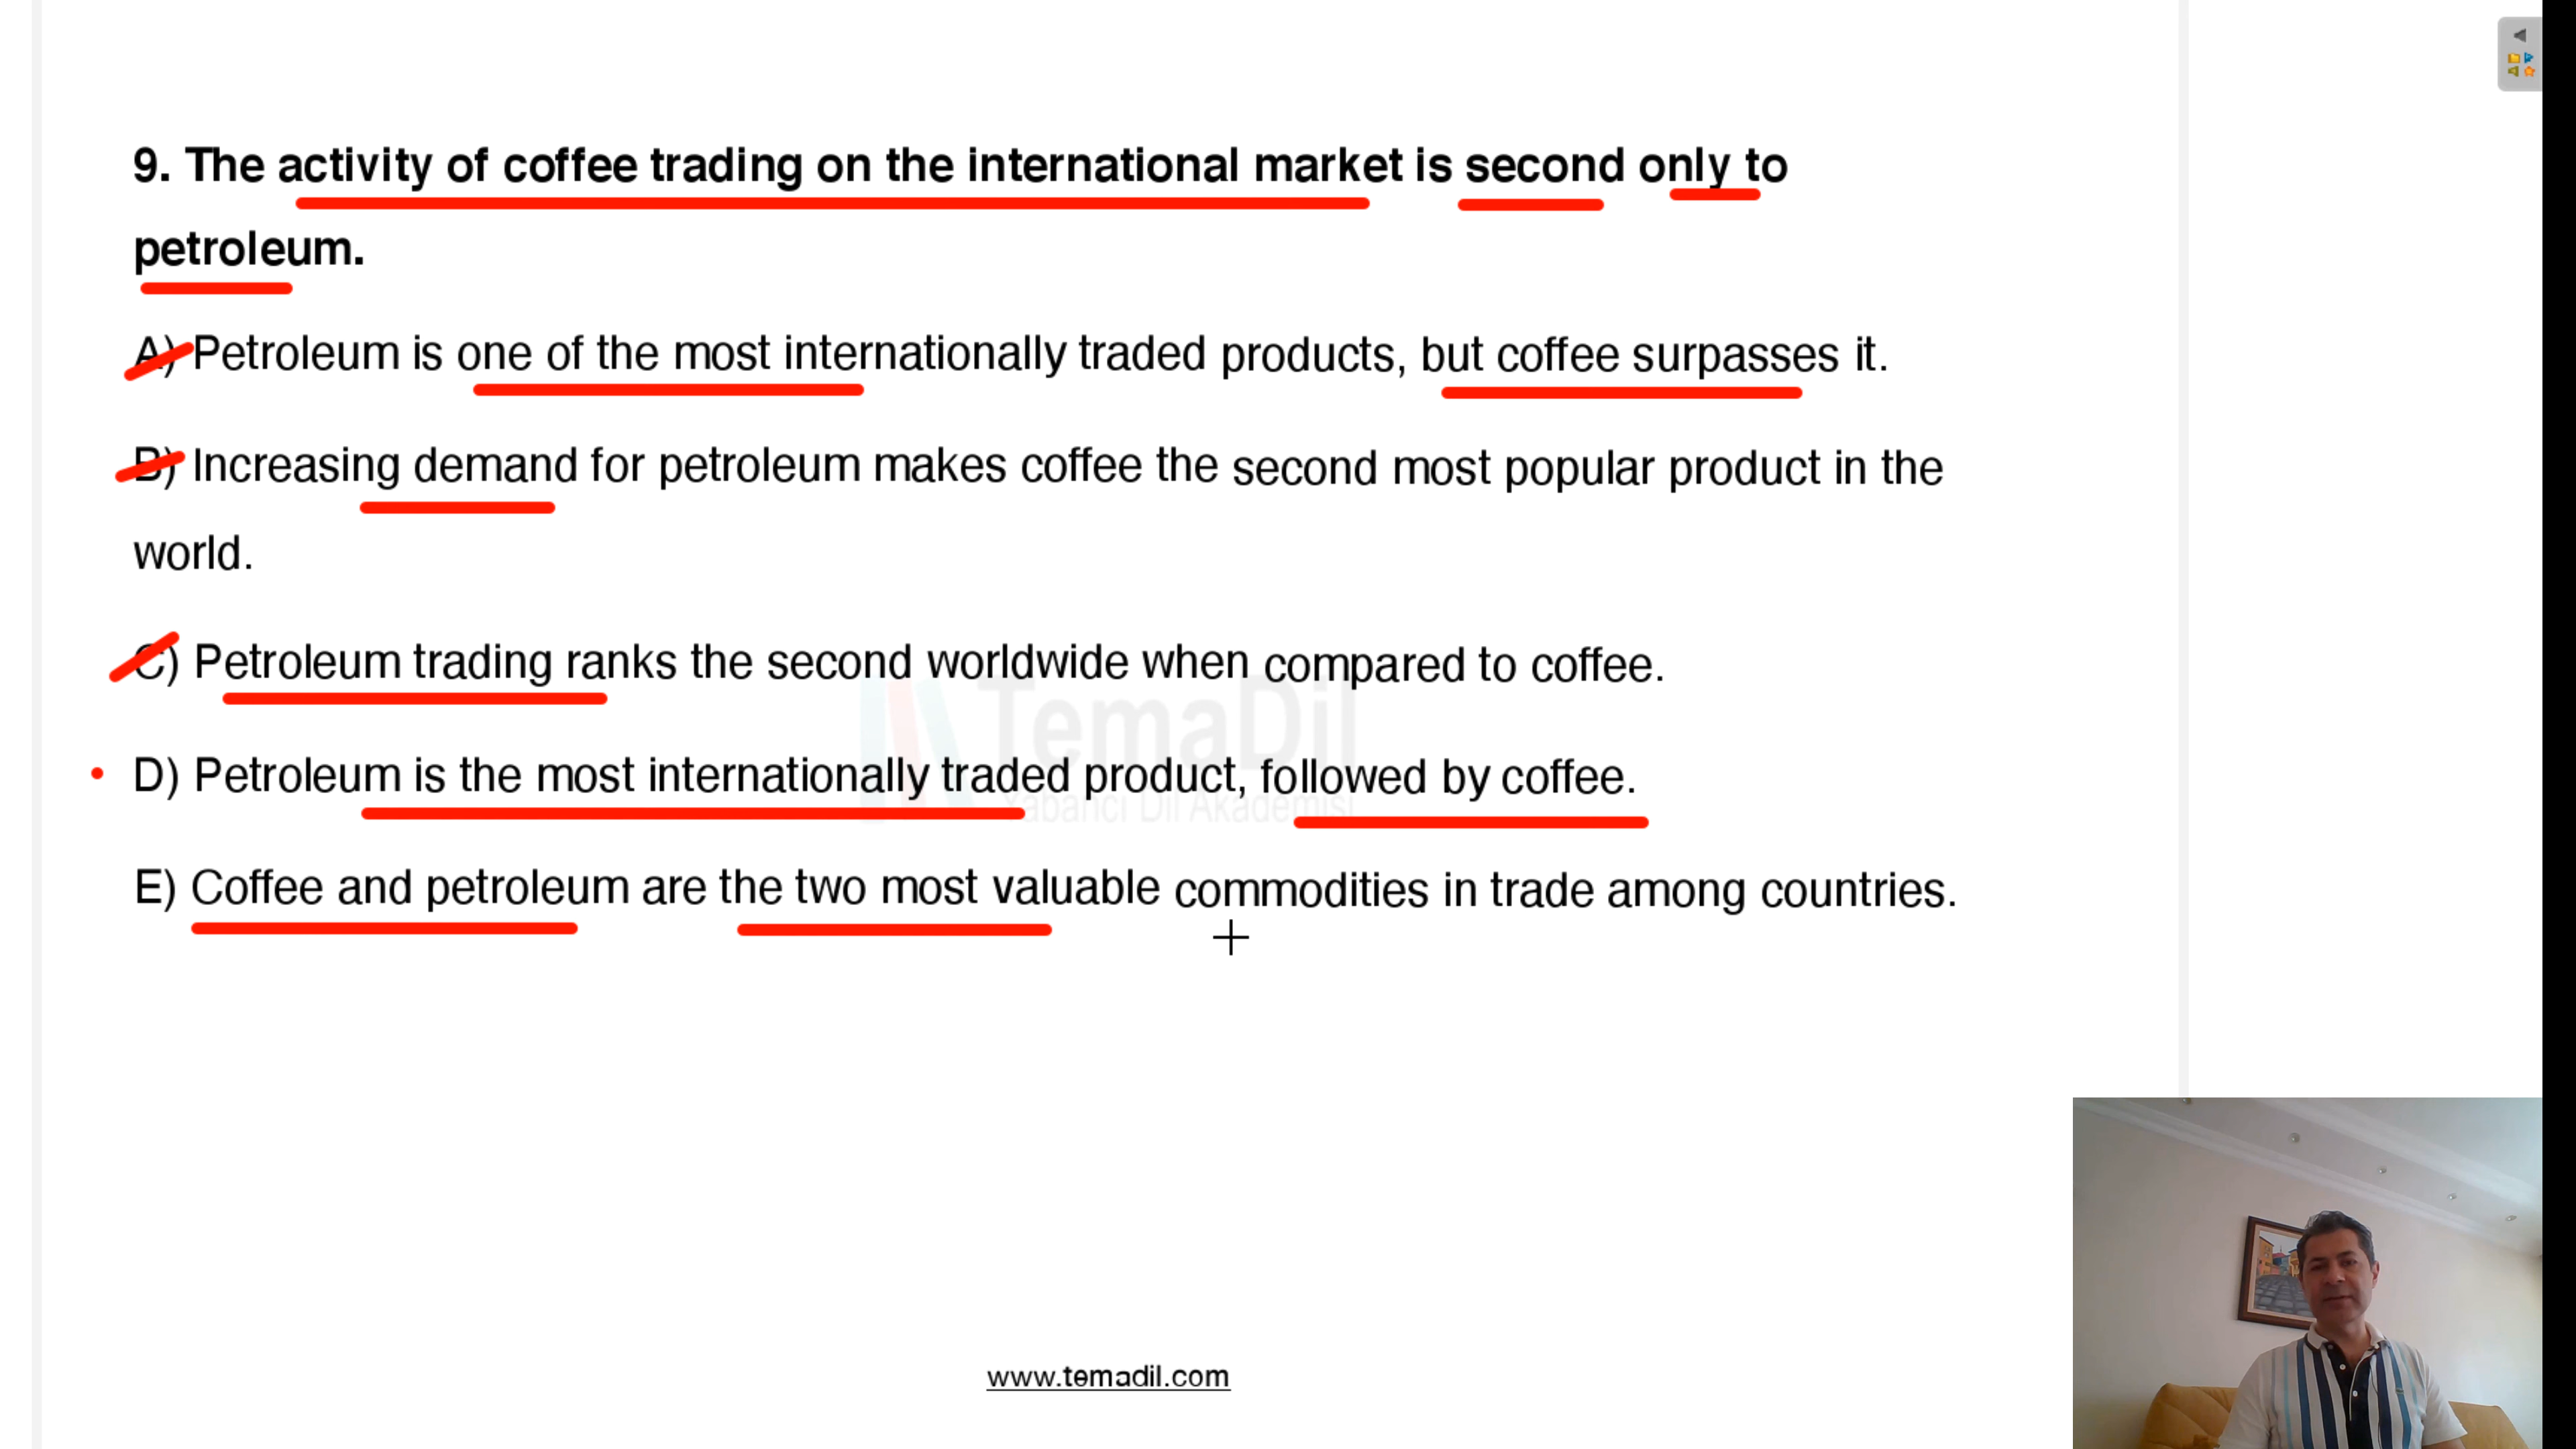 9. The activity of coffee trading on the international market is second only to
petroleum.
A) Petroleum is one of the most internationally traded products, but coffee surpasses it.
B) Increasing demand for petroleum makes coffee the second most popular product in the
world.
C) Petroleum trading ranks the second worldwide when compared to coffee.
TemaDil
D) Petroleum is the most internationally traded product, followed by coffee.
Yabancı Dil Akademisi
E) Coffee and petroleum are the two most valuable commodities in trade among countries.
www.temadil.com